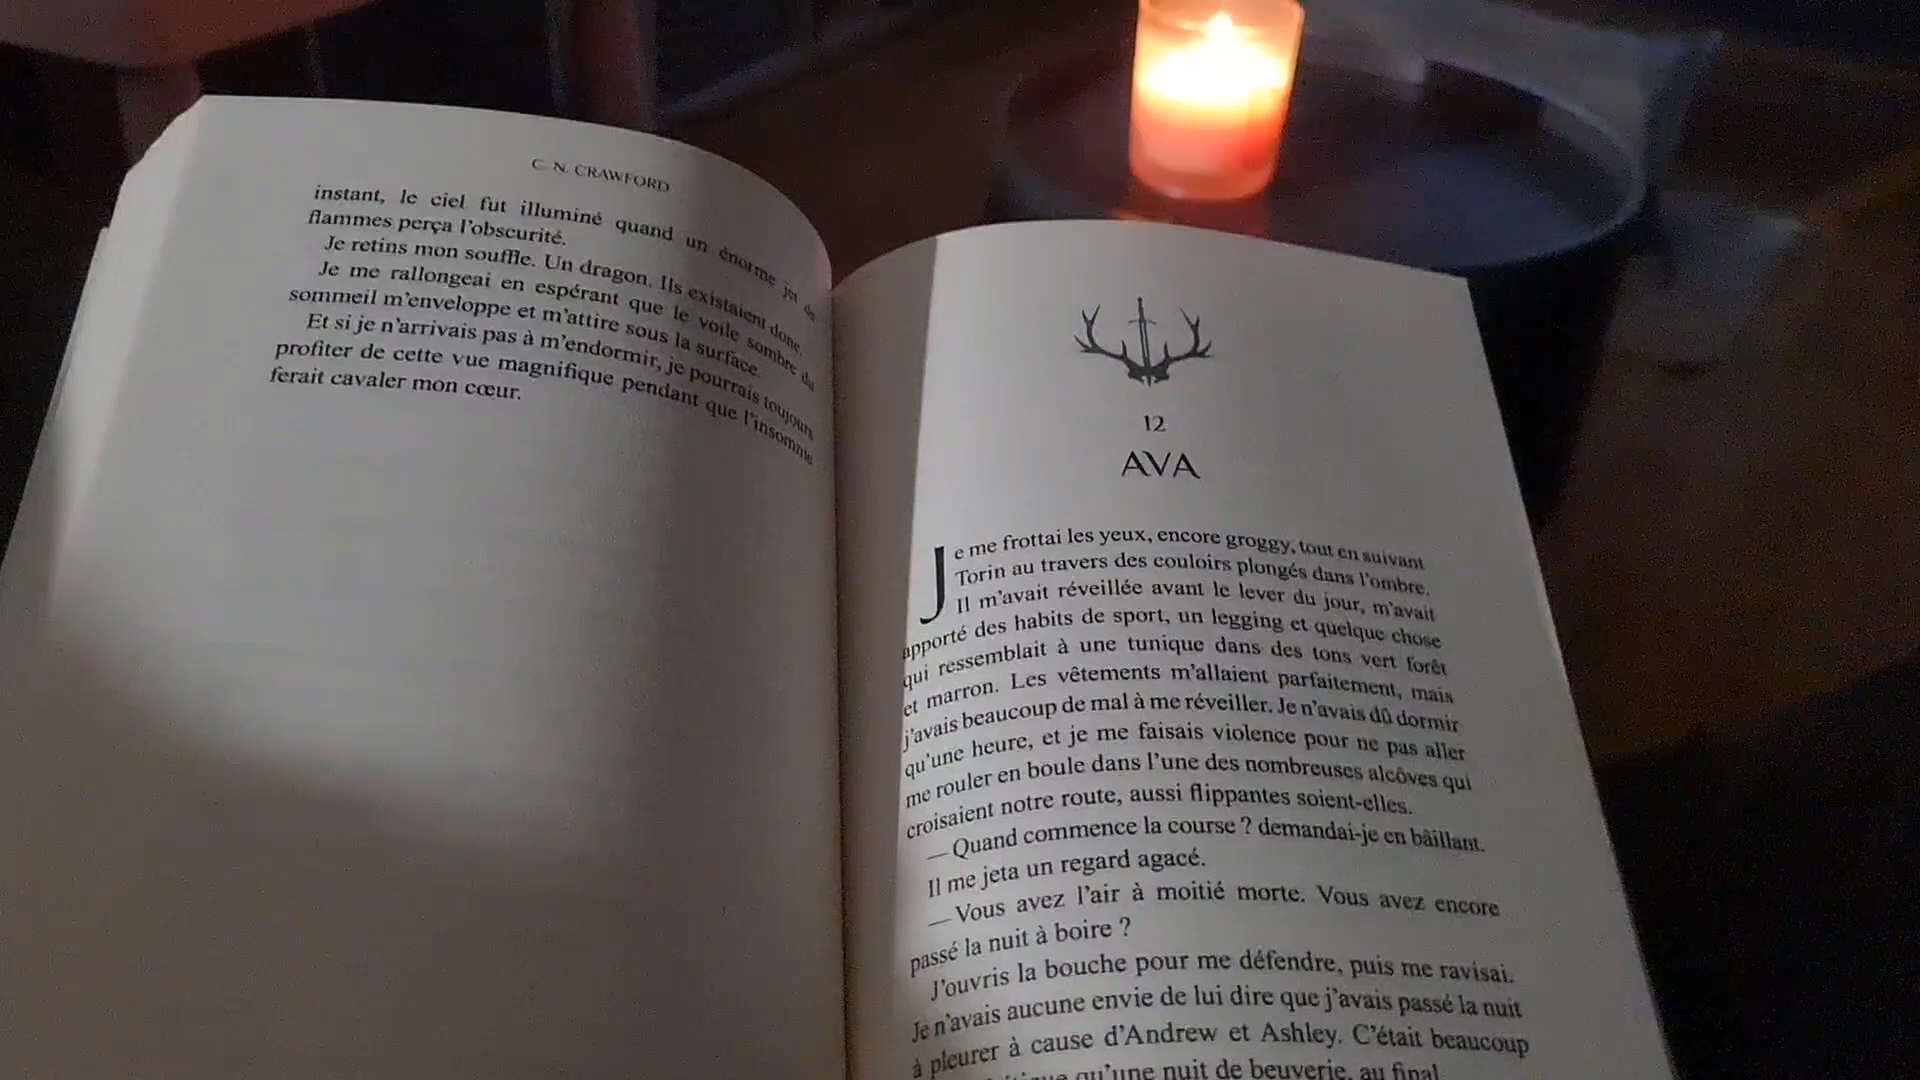 C. N. CRAWFORD
instant, le ciel fut illuminé quand un énorme jet de
flammes perça l'obscurité.
Je retins mon souffle. Un dragon. Ils existaient donc.
Je me rallongeai en espérant que le voile sombre du
sommeil m'enveloppe et m'attire sous la surface.
Et si je n'arrivais pas à m'endormir, je pourrais toujours
profiter de cette vue magnifique pendant que l'insomnie
ferait cavaler mon cœur.
12
AVA
Je me frottai les yeux, encore groggy, tout en suivant
Torin au travers des couloirs plongés dans l'ombre.
Il m'avait réveillée avant le lever du jour, m'avait
apporté des habits de sport, un legging et quelque chose
qui ressemblait à une tunique dans des tons vert forêt
et marron. Les vêtements m'allaient parfaitement, mais
j'avais beaucoup de mal à me réveiller. Je n'avais dû dormir
qu'une heure, et je me faisais violence pour ne pas aller
me rouler en boule dans l'une des nombreuses alcôves qui
croisaient notre route, aussi flippantes soient-elles.
— Quand commence la course ? demandai-je en bâillant.
Il me jeta un regard agacé.
— Vous avez l'air à moitié morte. Vous avez encore
passé la nuit à boire ?
J'ouvris la bouche pour me défendre, puis me ravisai.
Je n'avais aucune envie de lui dire que j'avais passé la nuit
à pleurer à cause d'Andrew et Ashley. C'était beaucoup
qu'une nuit de beuverie, au final.